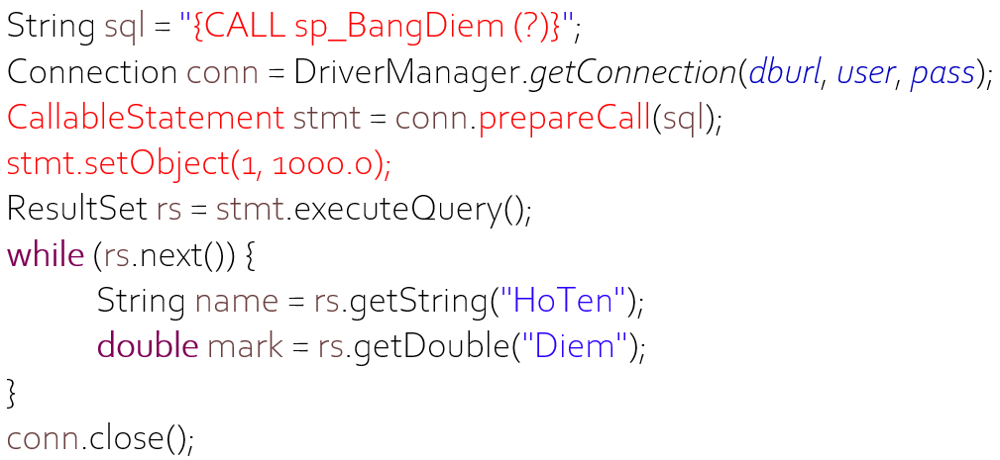 String sql = "{CALL sp_BangDiem (?)}";
Connection conn = DriverManager.getConnection(dburl, user, pass);
CallableStatement stmt = conn.prepareCall(sql);
stmt.setObject(1, 1000.0);
ResultSet rs = stmt.executeQuery();
while (rs.next()) {
String name = rs.getString("HoTen");
double mark = rs.getDouble("Diem");
}
conn.close();